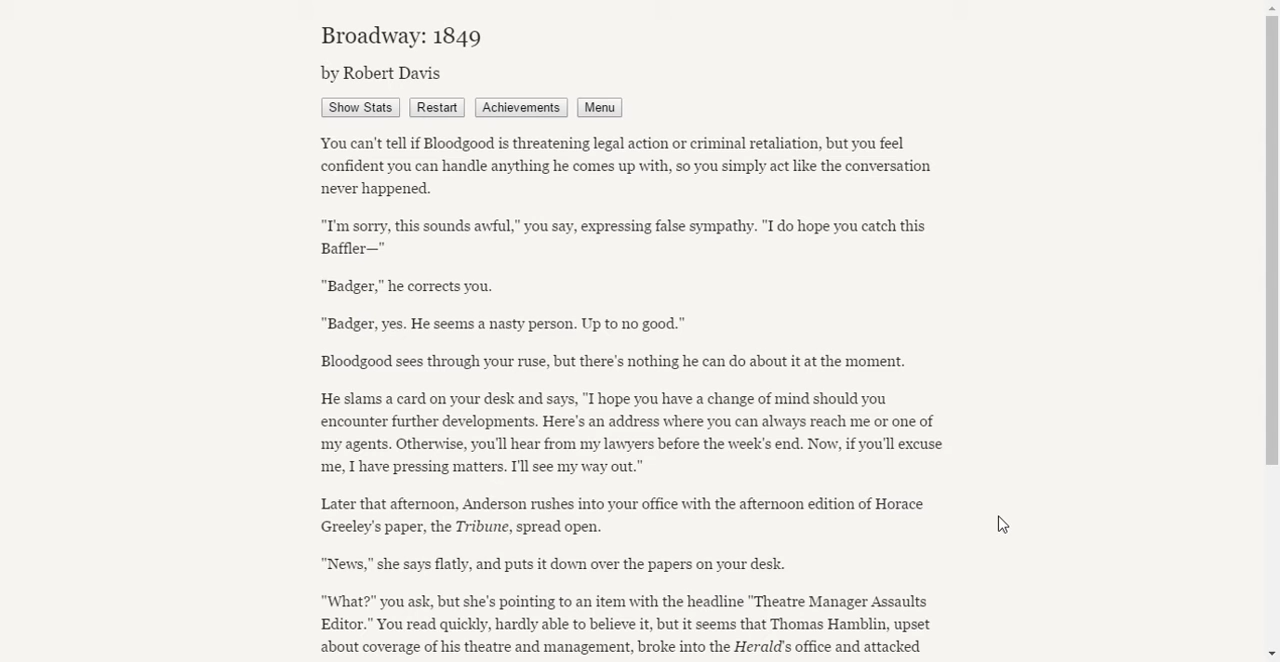 Broadway: 1849
by Robert Davis
Show Stats Restart Achievements Menu
You can't tell if Bloodgood is threatening legal action or criminal retaliation, but you feel
confident you can handle anything he comes up with, so you simply act like the conversation
never happened.
"I'm sorry, this sounds awful," you say, expressing false sympathy. "I do hope you catch this
Baffler—"
"Badger," he corrects you.
"Badger, yes. He seems a nasty person. Up to no good."
Bloodgood sees through your ruse, but there's nothing he can do about it at the moment.
He slams a card on your desk and says, "I hope you have a change of mind should you
encounter further developments. Here's an address where you can always reach me or one of
my agents. Otherwise, you'll hear from my lawyers before the week's end. Now, if you'll excuse
me, I have pressing matters. I'll see my way out."
Later that afternoon, Anderson rushes into your office with the afternoon edition of Horace
Greeley's paper, the Tribune, spread open.
"News," she says flatly, and puts it down over the papers on your desk.
"What?" you ask, but she's pointing to an item with the headline "Theatre Manager Assaults
Editor." You read quickly, hardly able to believe it, but it seems that Thomas Hamblin, upset
about coverage of his theatre and management, broke into the Herald's office and attacked